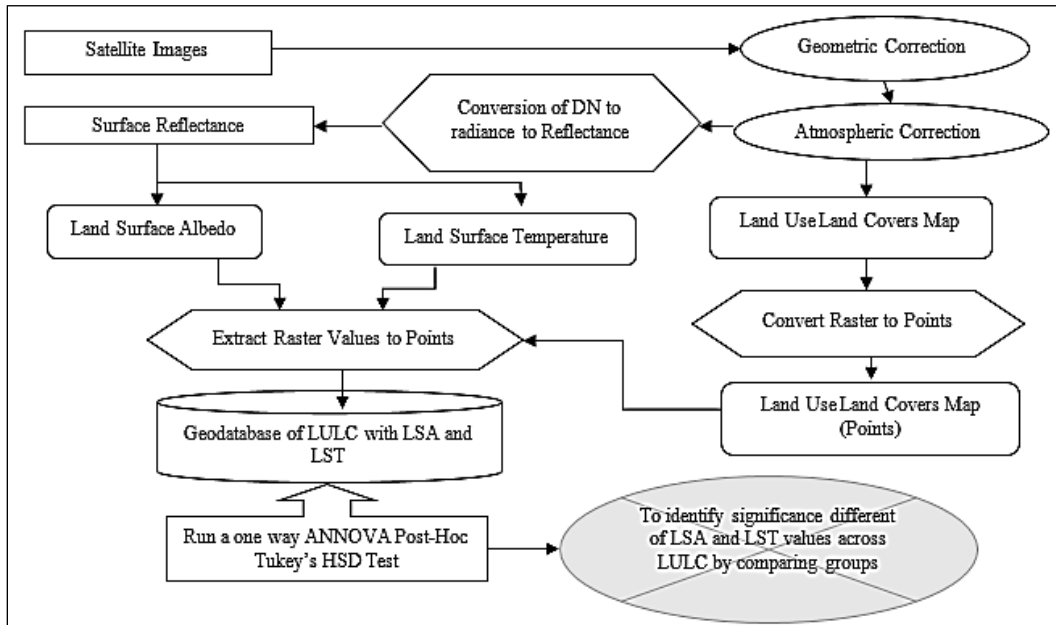 Satellite Images
Geometric Correction
Conversion of DN to
radiance to Reflectance
Surface Reflectance
Atmospheric Correction
Land Surface Albedo
Land Surface Temperature
Land Use Land Covers Map
Extract Raster Values to Points
Convert Raster to Points
Land Use Land Covers Map
(Points)
Geodatabase of LULC with LSA and
LST
Run a one way ANNOVA Post-Hoc
Tukey's HSD Test
To identify significance different
of LSA and LST values across
LULC by comparing groups